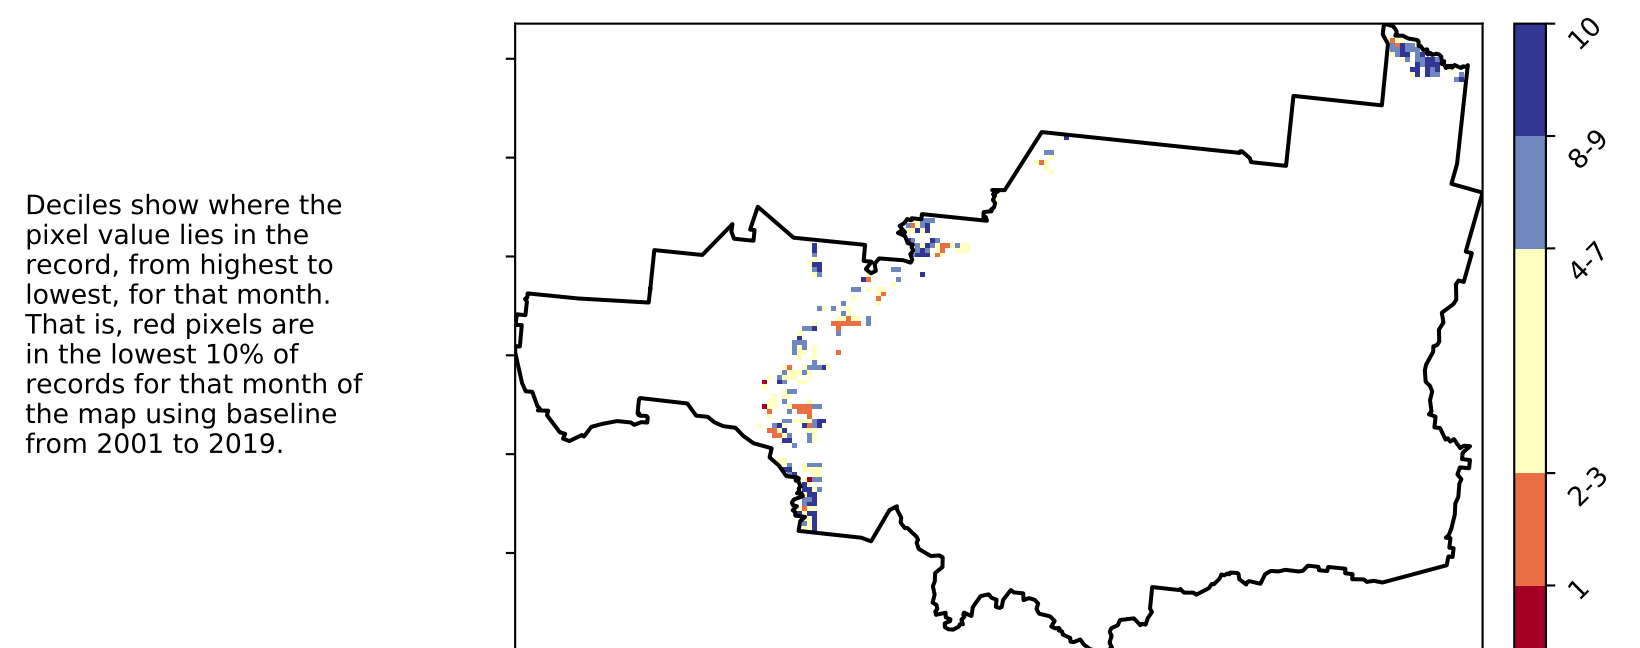 Deciles show where the
pixel value lies in the
record, from highest to
lowest, for that month.
That is, red pixels are
in the lowest 10% of
records for that month of
the map using baseline
from 2001 to 2019.
10
8-9
4-7
2-3
1